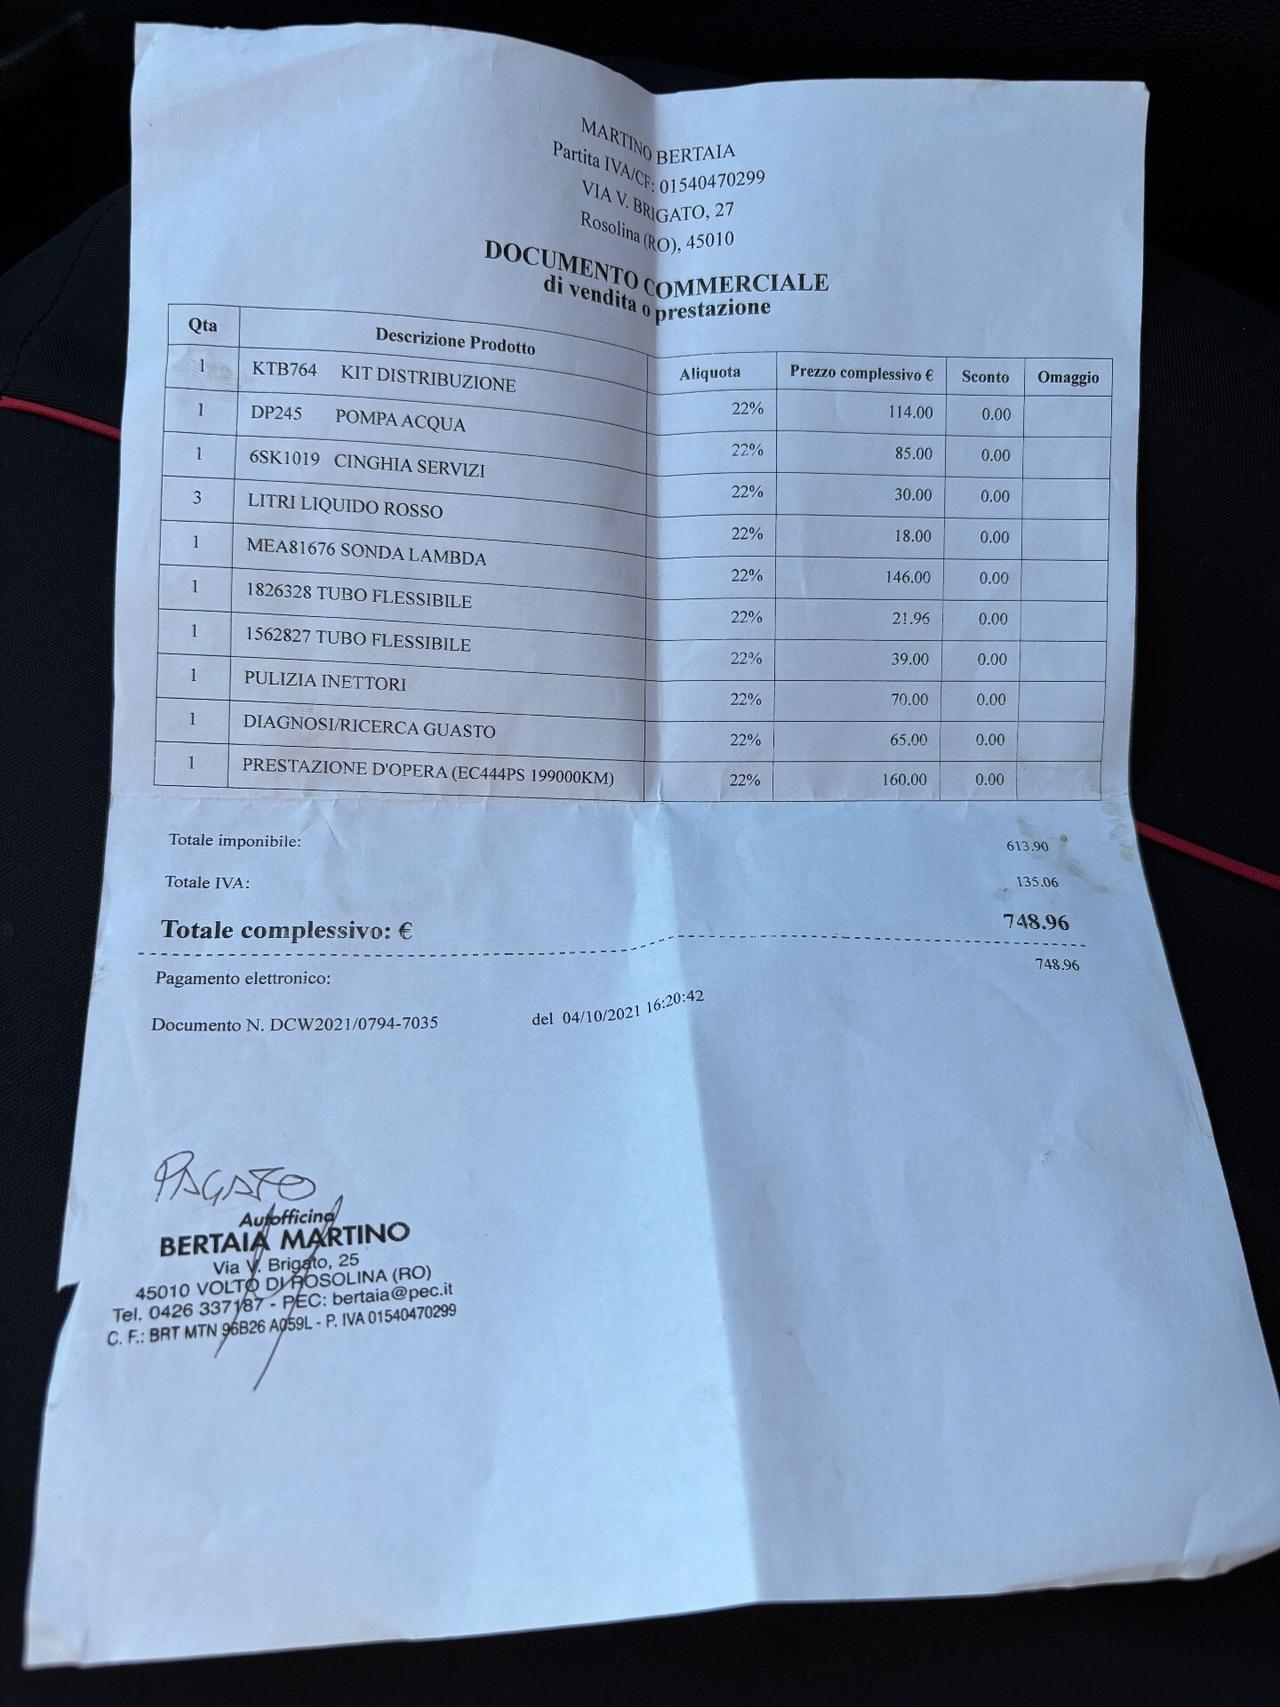 MARTINO BERTAIA
Partita IVA/CF: 01540470299
VIA V. BRIGATO, 27
Rosolina (RO), 45010
DOCUMENTO COMMERCIALE
di vendita o prestazione
Qta Descrizione Prodotto Aliquota Prezzo complessivo € Sconto Omaggio
1 KTB764 KIT DISTRIBUZIONE 22% 114.00 0.00
1 DP245 POMPA ACQUA 22% 85.00 0.00
1 6SK1019 CINGHIA SERVIZI 22% 30.00 0.00
3 LITRI LIQUIDO ROSSO 22% 18.00 0.00
1 MEA81676 SONDA LAMBDA 22% 146.00 0.00
1 1826328 TUBO FLESSIBILE 22% 21.96 0.00
1 1562827 TUBO FLESSIBILE 22% 39.00 0.00
1 PULIZIA INETTORI 22% 70.00 0.00
1 DIAGNOSI/RICERCA GUASTO 22% 65.00 0.00
1 PRESTAZIONE D'OPERA (EC444PS 199000KM) 22% 160.00 0.00
Totale imponibile: 613.90
Totale IVA: 135.06
Totale complessivo: € 748.96
Pagamento elettronico: 748.96
Documento N. DCW2021/0794-7035 del 04/10/2021 16:20:42
PAGATO
Autofficina
BERTAIA MARTINO
Via V. Brigato, 25
45010 VOLTO DI ROSOLINA (RO)
Tel. 0426 337187 - PEC: bertaia@pec.it
C. F.: BRT MTN 96B26 A059L - P. IVA 01540470299